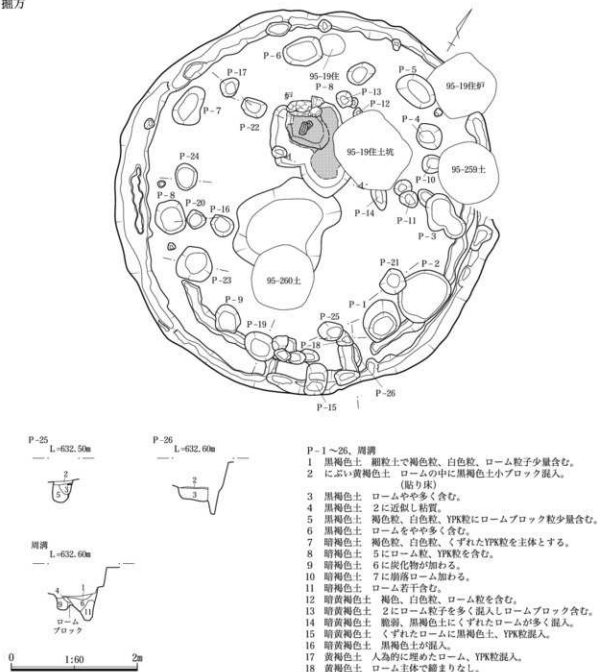 掘方
P-6
95-19住
P-8
P-5
95-19住炉
P-17
炉
P-13
P-12
P-7
P-22
P-4
95-19住土坑
95-259土
P-24
P-10
P-8
P-20
P-16
P-14
P-11
P-3
P-23
95-260土
P-21
P-2
P-9
P-1
P-25
P-19
P-18
P-26
P-15
P-25
L=632.50m
2
3
5
P-26
L=632.60m
2
3
周溝
L=632.60m
4
1
9
6
11
ローム
ブロック
0
1:60
2m
P-1～26、周溝
1 黒褐色土 細粒土で褐色粒、白色粒、ローム粒子少量含む。
2 にぶい黄褐色土 ロームの中に黒褐色土小ブロック混入。
(貼り床)
3 黒褐色土 ロームやや多く含む。
4 黒褐色土 2に近似し粘質。
5 黒褐色土 褐色粒、白色粒、YPK粒にロームブロック粒少量含む。
6 黒褐色土 ロームをやや多く含む。
7 暗褐色土 褐色粒、白色粒、くずれたYPK粒を主体とする。
8 暗褐色土 5にローム粒、YPK粒を含む。
9 暗褐色土 6に炭化物が加わる。
10 暗褐色土 7に崩落ローム加わる。
11 暗褐色土 ローム若干含む。
12 暗黄褐色土 褐色、白色粒、ローム粒を含む。
13 暗黄褐色土 2にローで粒子を多く混入しロームブロック含む。
14 暗黄褐色土 脆弱、黒褐色土にくずれたロームが多く混入。
15 暗黄褐色土 くずれたロームに黒褐色土、YPK粒混入。
16 暗黄褐色土 黒褐色土が混入。
17 黄褐色土 人為的に埋めたローム、YPK粒混入。
18 黄褐色土 ローム主体で締まりなし。